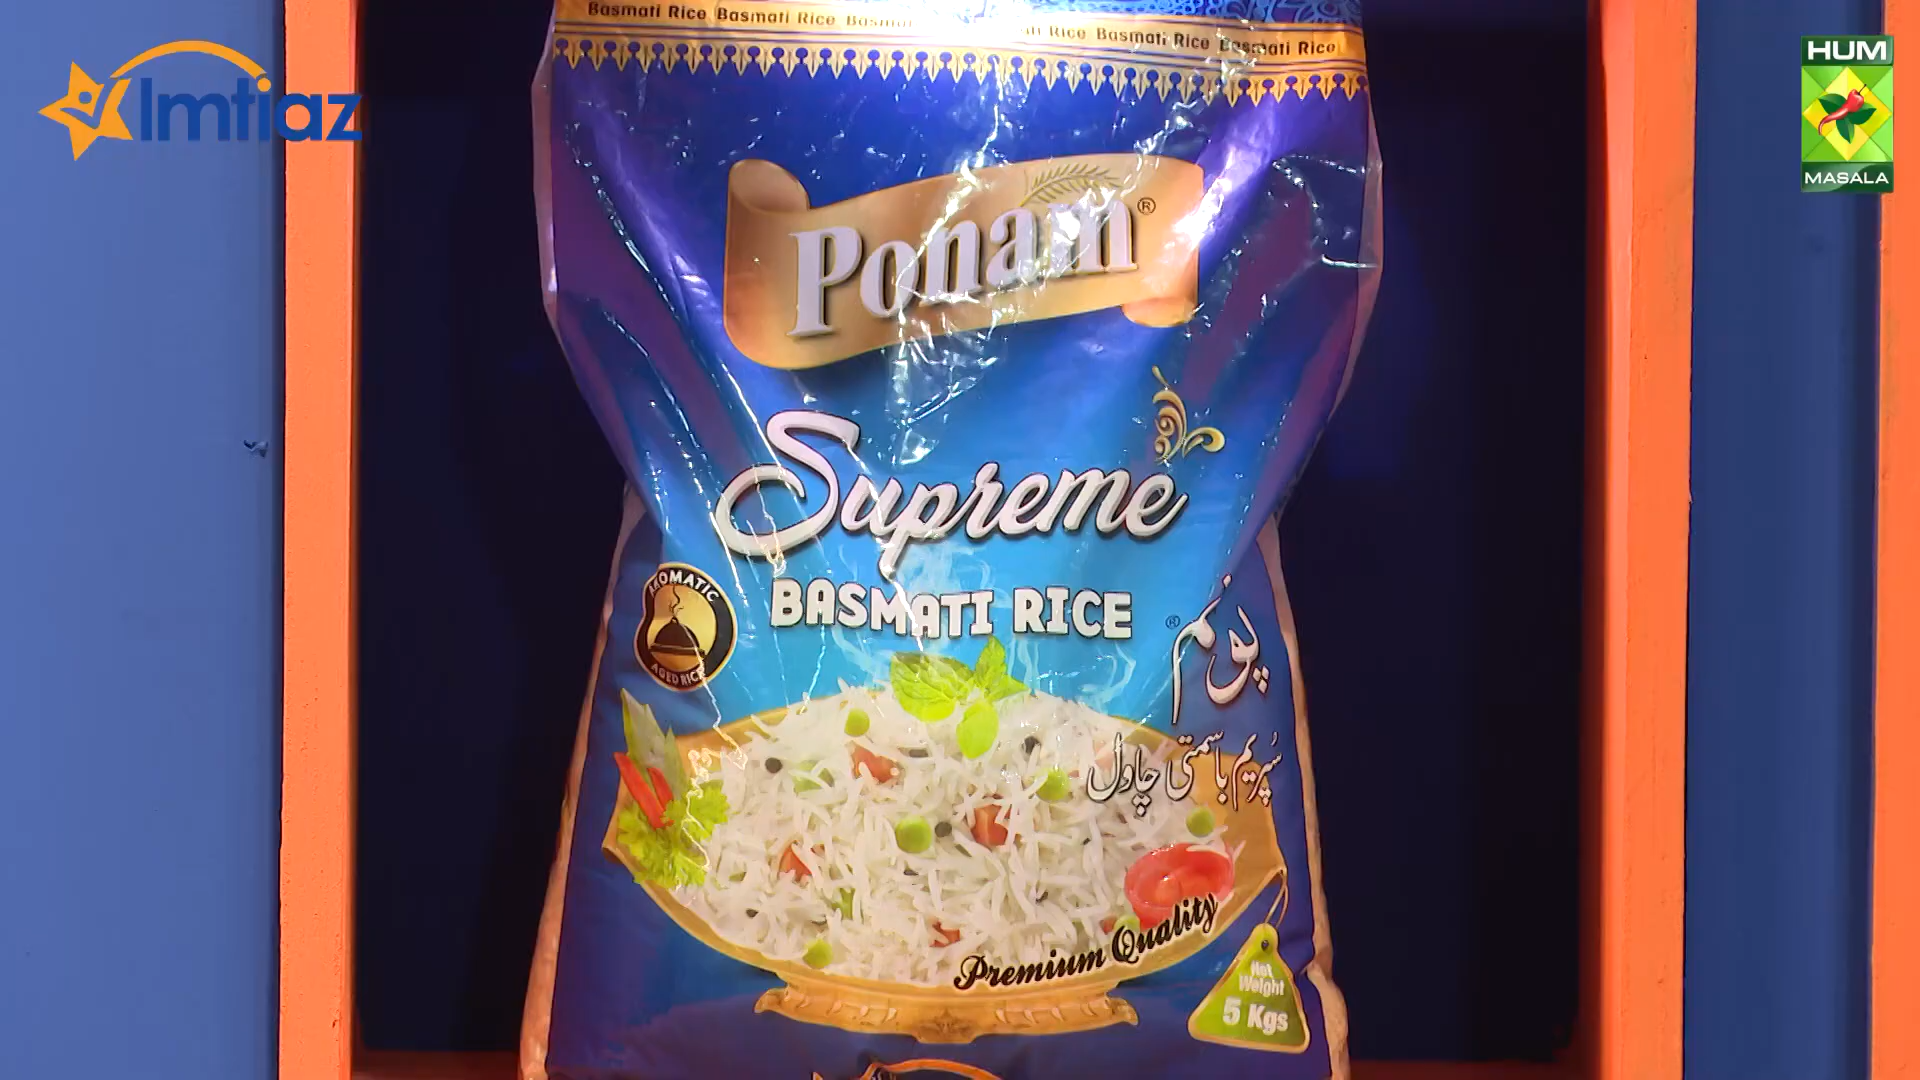 Basmati Rice Basmati Rice Basmati Rice Basmati Rice Basmati Rice
Imtiaz
HUM
MASALA
Ponam®
Supreme
BASMATI RICE
AROMATIC
AGED RICE
پونم®
سُپریم باسمتی چاول
Premium Quality
Net
Weight
5 Kgs